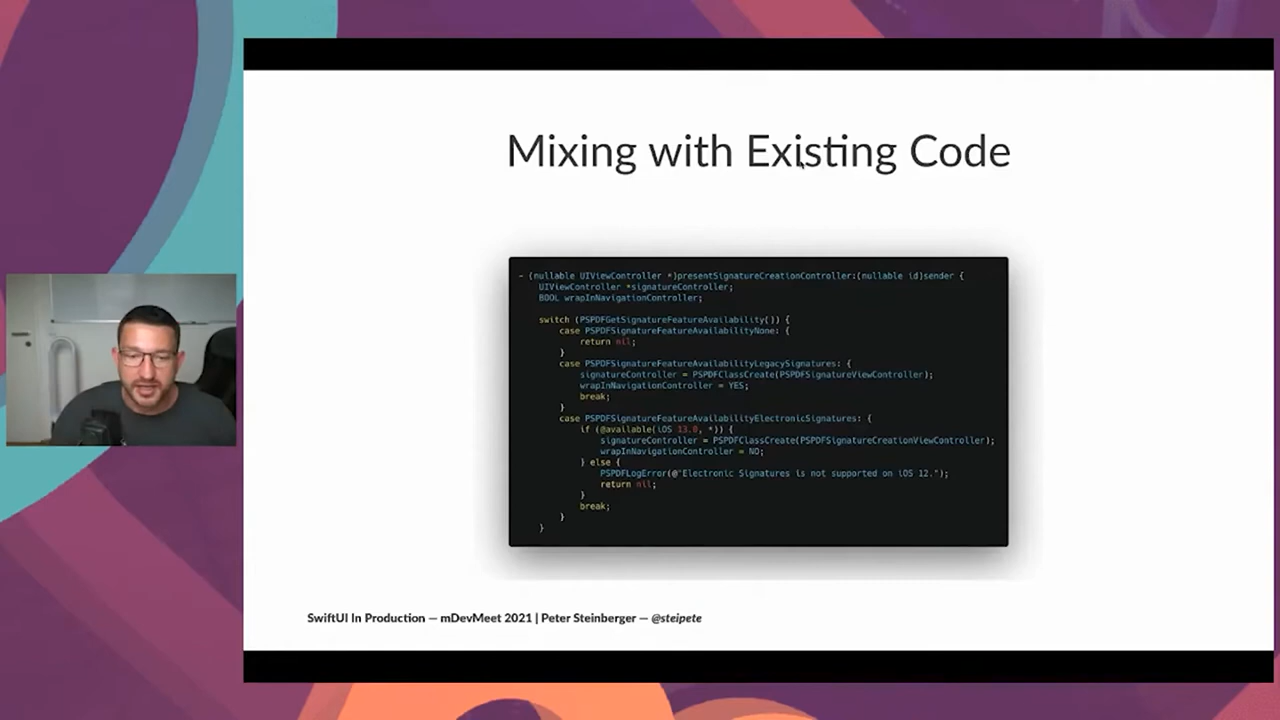 Mixing with Existing Code
- (nullable UIViewController *)presentSignatureCreationController:(nullable id)sender {
UIViewController *signatureController;
BOOL wrapInNavigationController;
switch (PSPDFGetSignatureFeatureAvailability()) {
case PSPDFSignatureFeatureAvailabilityNone: {
return nil;
}
case PSPDFSignatureFeatureAvailabilityLegacySignatures: {
signatureController = PSPDFClassCreate(PSPDFSignatureViewController);
wrapInNavigationController = YES;
break;
}
case PSPDFSignatureFeatureAvailabilityElectronicSignatures: {
if (@available(iOS 13.0, *)) {
signatureController = PSPDFClassCreate(PSPDFSignatureCreationViewController);
wrapInNavigationController = NO;
} else {
PSPDFLogError(@"Electronic Signatures is not supported on iOS 12.");
return nil;
}
break;
}
}
SwiftUI In Production — mDevMeet 2021 | Peter Steinberger — @steipete